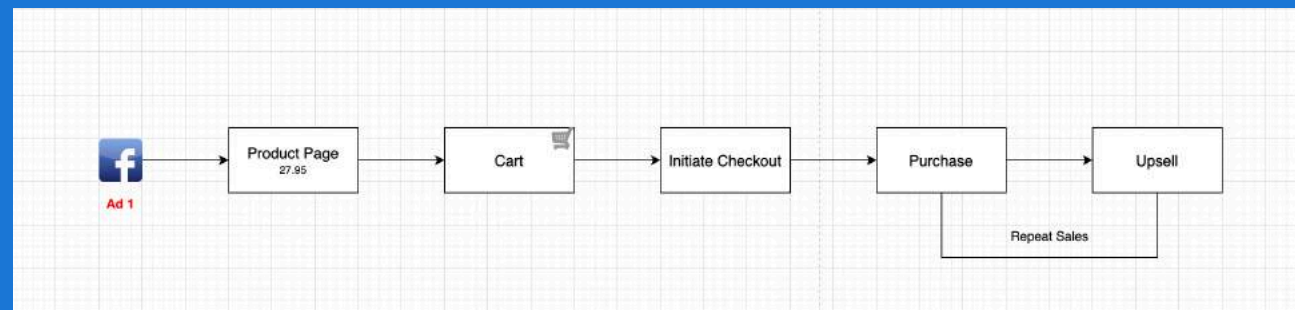 f
Ad 1
Product Page
27.95
Cart
Initiate Checkout
Purchase
Upsell
Repeat Sales